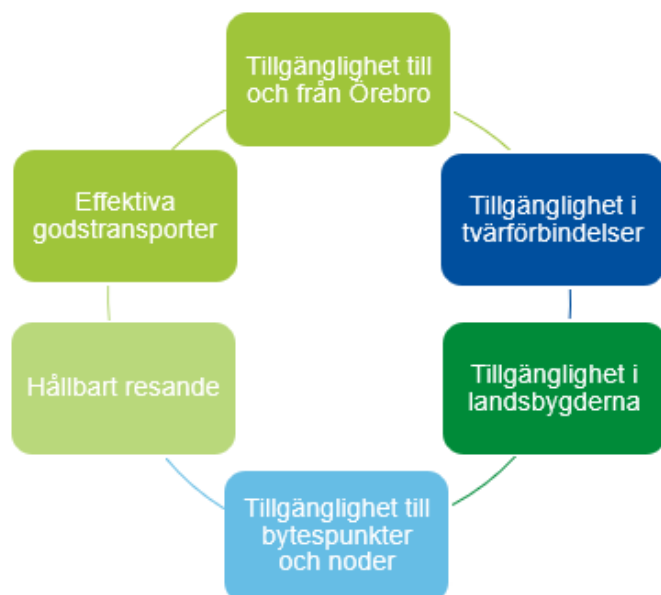 Tillgänglighet till
och från Örebro
Tillgänglighet i
tvärförbindelser
Tillgänglighet i
landsbygderna
Tillgänglighet till
bytespunkter
och noder
Hållbart resande
Effektiva
godstransporter